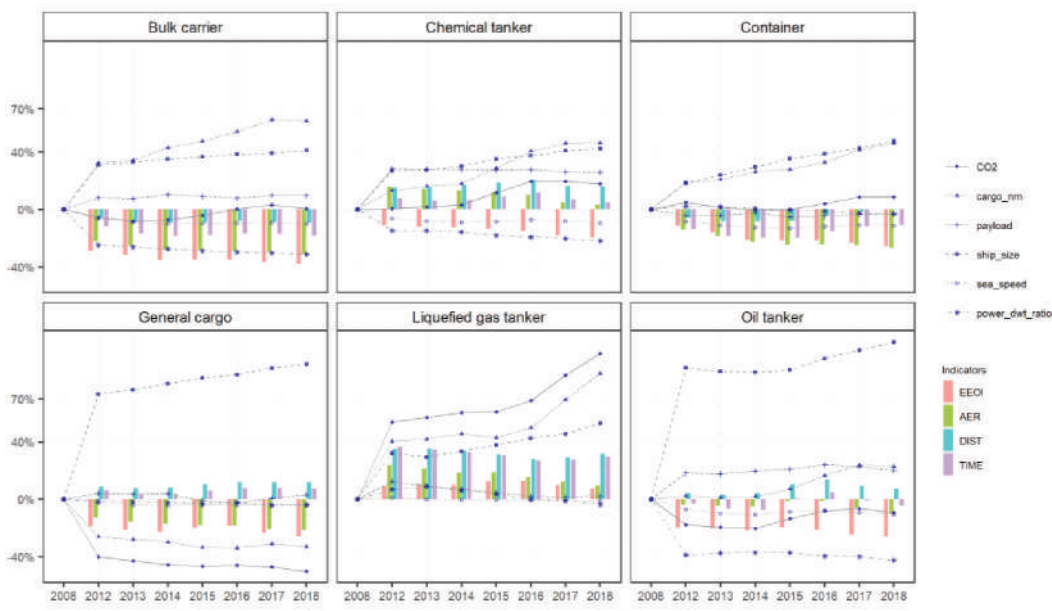 Bulk carrier
Chemical tanker
Container
70%
40%
0%
-40%
General cargo
Liquefied gas tanker
Oil tanker
70%
40%
0%
-40%
2008 2012 2013 2014 2015 2016 2017 2018
2008 2012 2013 2014 2015 2016 2017 2018
2008 2012 2013 2014 2015 2016 2017 2018
CO2
cargo_nm
payload
ship_size
sea_speed
power_dwt_ratio
Indicators
EEOI
AER
DIST
TIME